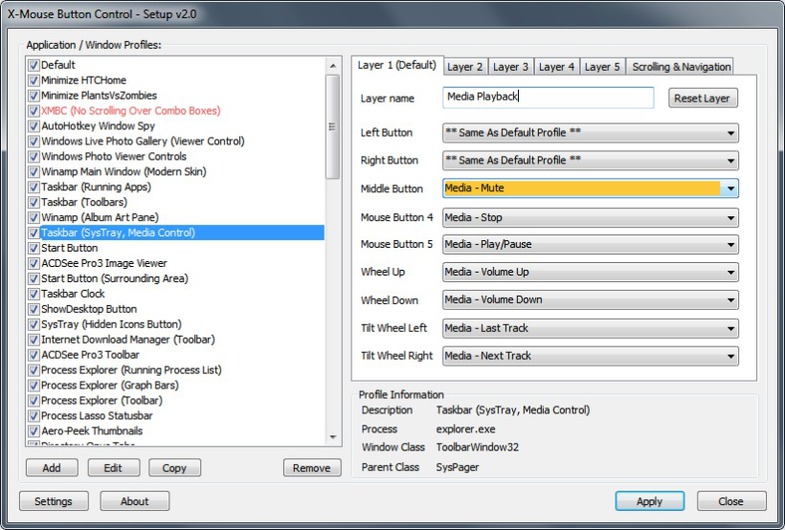 X-Mouse Button Control - Setup v2.0
Application / Window Profiles:
Default
Minimize HTCHome
Minimize PlantsVsZombies
XMBC (No Scrolling Over Combo Boxes)
AutoHotkey Window Spy
Windows Live Photo Gallery (Viewer Control)
Windows Photo Viewer Controls
Winamp Main Window (Modern Skin)
Taskbar (Running Apps)
Taskbar (Toolbars)
Winamp (Album Art Pane)
Taskbar (SysTray, Media Control)
Start Button
ACDSee Pro3 Image Viewer
Start Button (Surrounding Area)
Taskbar Clock
ShowDesktop Button
SysTray (Hidden Icons Button)
Internet Download Manager (Toolbar)
ACDSee Pro3 Toolbar
Process Explorer (Running Process List)
Process Explorer (Graph Bars)
Process Explorer (Toolbar)
Process Lasso Statusbar
Aero-Peek Thumbnails
Directory Opus Tabs
Add Edit Copy Remove
Layer 1 (Default) Layer 2 Layer 3 Layer 4 Layer 5 Scrolling & Navigation
Layer name Media Playback Reset Layer
Left Button ** Same As Default Profile **
Right Button ** Same As Default Profile **
Middle Button Media - Mute
Mouse Button 4 Media - Stop
Mouse Button 5 Media - Play/Pause
Wheel Up Media - Volume Up
Wheel Down Media - Volume Down
Tilt Wheel Left Media - Last Track
Tilt Wheel Right Media - Next Track
Profile Information
Description Taskbar (SysTray, Media Control)
Process explorer.exe
Window Class ToolbarWindow32
Parent Class SysPager
Settings About Apply Close